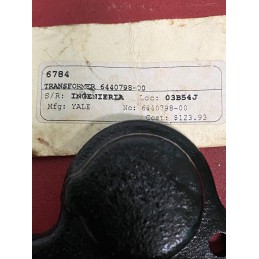 6784
TRANSFORMER 6440798-00
S/R: INGENIERIA Loc: 03B54J
Mfg: YALE No: 6440798-00
Cost: $123.93